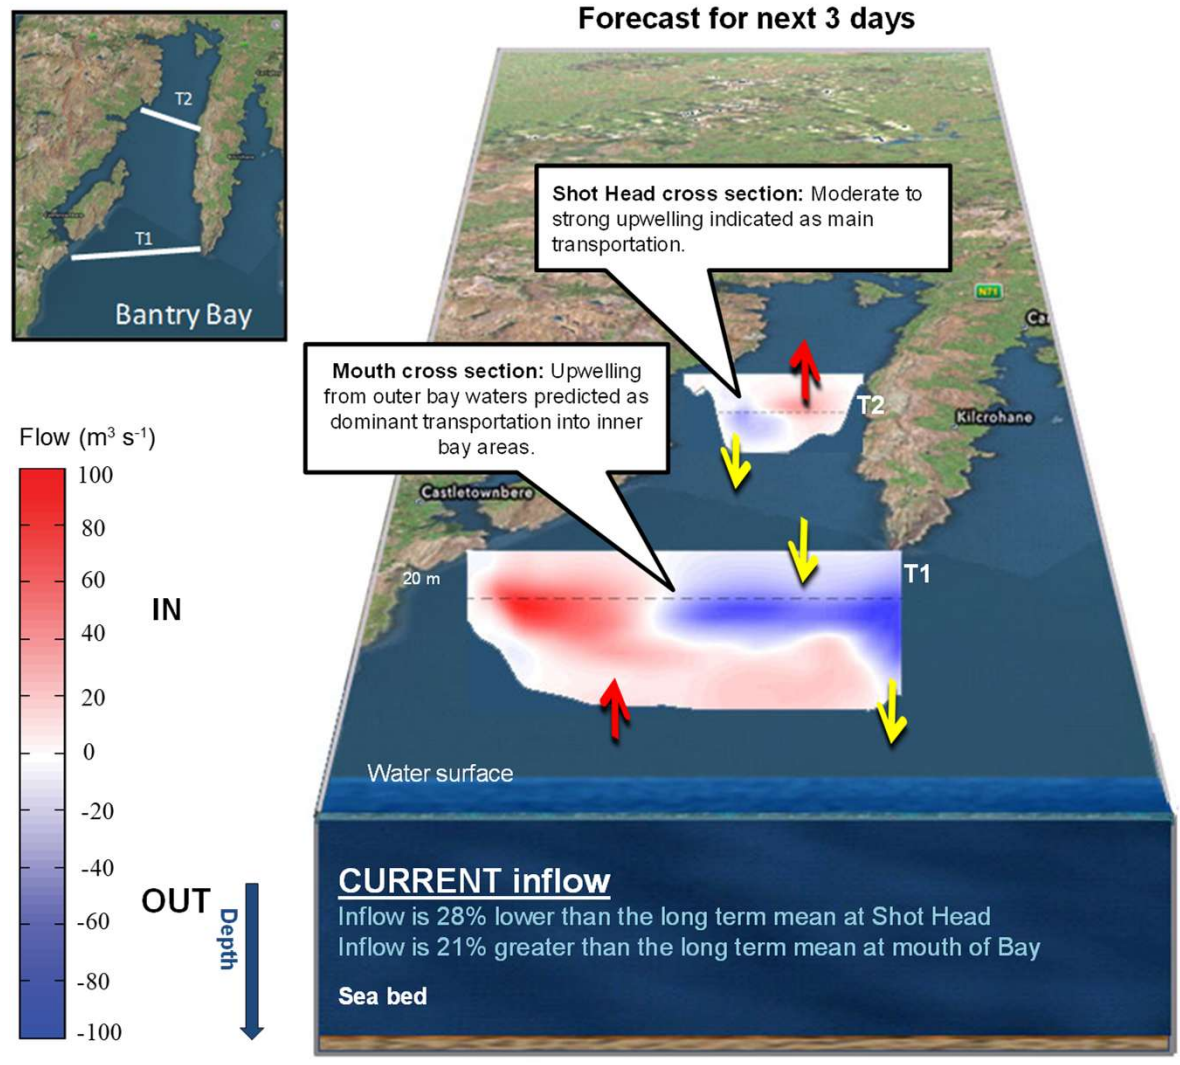 Forecast for next 3 days
T2
T1
Bantry Bay
Shot Head cross section: Moderate to
strong upwelling indicated as main
transportation.
N71
Mouth cross section: Upwelling
from outer bay waters predicted as
dominant transportation into inner
bay areas.
T2
Kilcrohane
Castletownbere
20 m
T1
Flow (m³ s⁻¹)
100
80
60
40
20
0
-20
-40
-60
-80
-100
IN
OUT
Depth
Water surface
CURRENT inflow
Inflow is 28% lower than the long term mean at Shot Head
Inflow is 21% greater than the long term mean at mouth of Bay
Sea bed